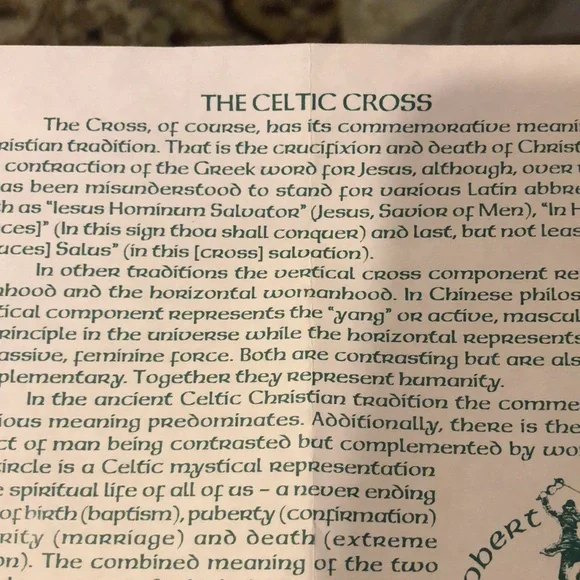 THE CELTIC CROSS
The Cross, of course, has its commemorative meani
ristian tradition. That is the crucifixion and death of Christ
contraction of the Greek word for Jesus, although, over
as been misunderstood to stand for various Latin abbre
h as "Iesus Hominum Salvator" (Jesus, Savior of Men), "In H
ces]" (In this sign thou shall conquer) and last, but not leas
uces] Salus" (in this [cross] salvation).
In other traditions the vertical cross component re
nhood and the horizontal womanhood. In Chinese philos
tical component represents the "yang" or active, mascul
rinciple in the universe while the horizontal represents
assive, feminine force. Both are contrasting but are als
plementary. Together they represent humanity.
In the ancient Celtic Christian tradition the comme
ious meaning predominates. Additionally, there is the
ct of man being contrasted but complemented by wo
circle is a Celtic mystical representation
e spiritual life of all of us – a never ending
of birth (baptism), puberty (confirmation)
rity (marriage) and death (extreme
on). The combined meaning of the two
obert